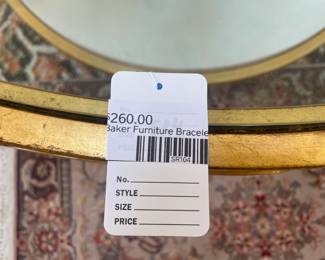 $260.00
Baker Furniture Bracele
SR104
No.
STYLE
SIZE
PRICE